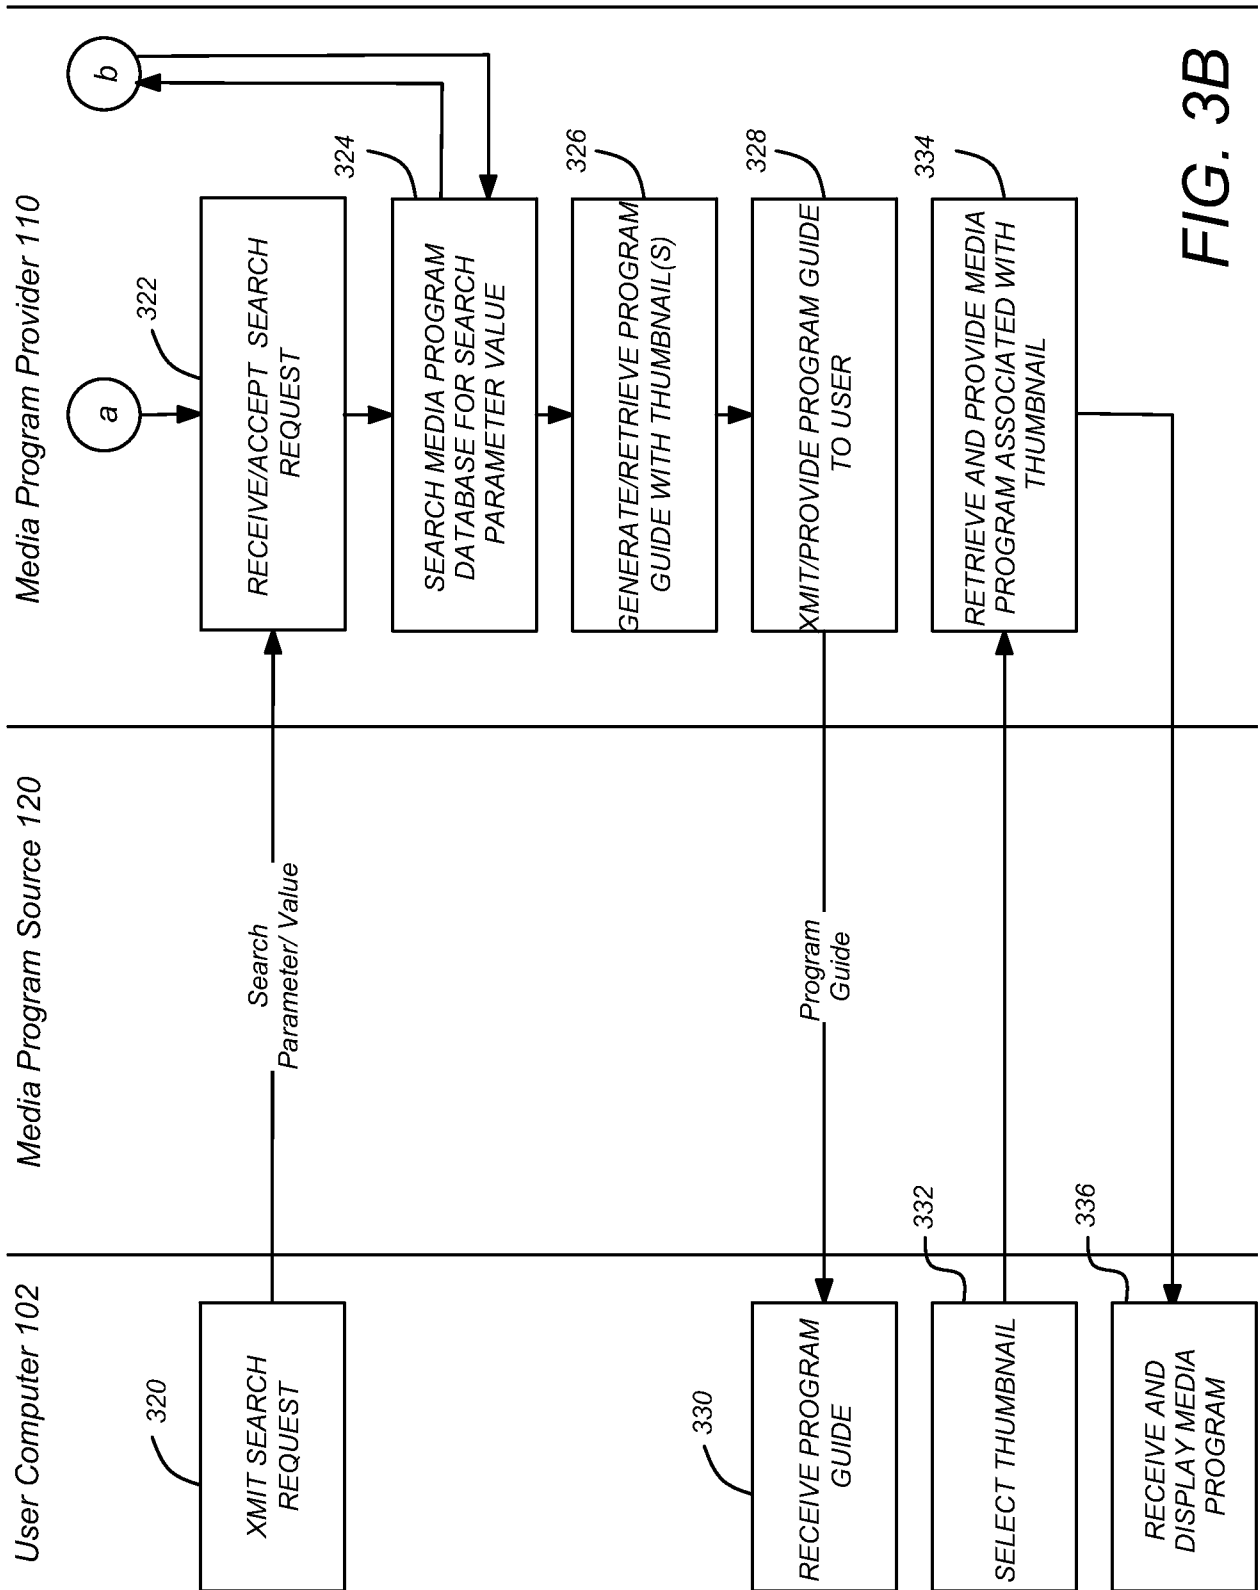 User Computer 102
Media Program Source 120
Media Program Provider 110
a
b
320
XMIT SEARCH
REQUEST
Search
Parameter/ Value
322
RECEIVE/ACCEPT SEARCH
REQUEST
324
SEARCH MEDIA PROGRAM
DATABASE FOR SEARCH
PARAMETER VALUE
326
GENERATE/RETRIEVE PROGRAM
GUIDE WITH THUMBNAIL(S)
328
XMIT/PROVIDE PROGRAM GUIDE
TO USER
Program
Guide
330
RECEIVE PROGRAM
GUIDE
332
SELECT THUMBNAIL
334
RETRIEVE AND PROVIDE MEDIA
PROGRAM ASSOCIATED WITH
THUMBNAIL
336
RECEIVE AND
DISPLAY MEDIA
PROGRAM
FIG. 3B